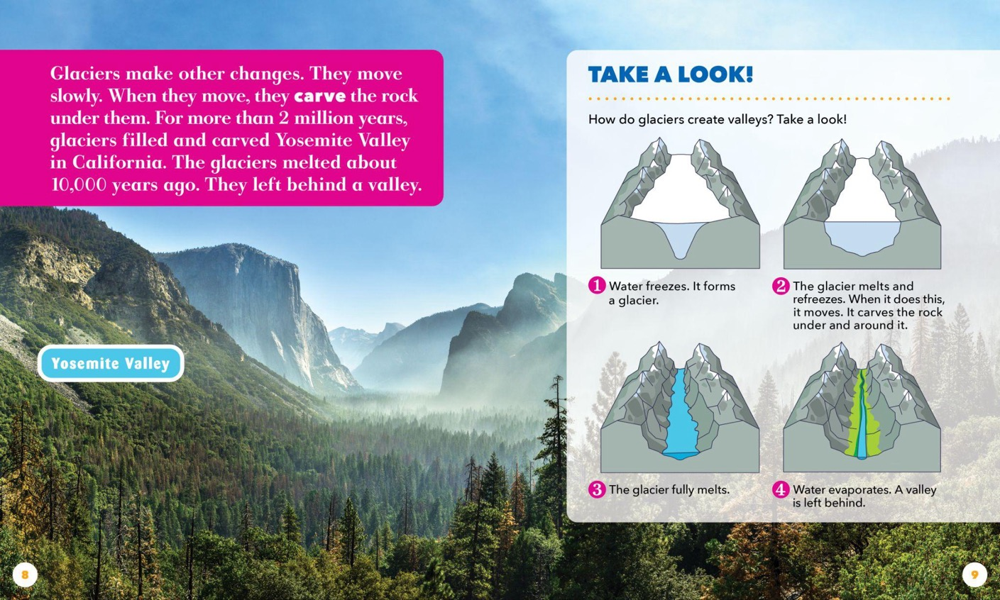 Glaciers make other changes. They move
slowly. When they move, they carve the rock
under them. For more than 2 million years,
glaciers filled and carved Yosemite Valley
in California. The glaciers melted about
10,000 years ago. They left behind a valley.
Yosemite Valley
8
TAKE A LOOK!
How do glaciers create valleys? Take a look!
1 Water freezes. It forms
a glacier.
2 The glacier melts and
refreezes. When it does this,
it moves. It carves the rock
under and around it.
3 The glacier fully melts.
4 Water evaporates. A valley
is left behind.
9